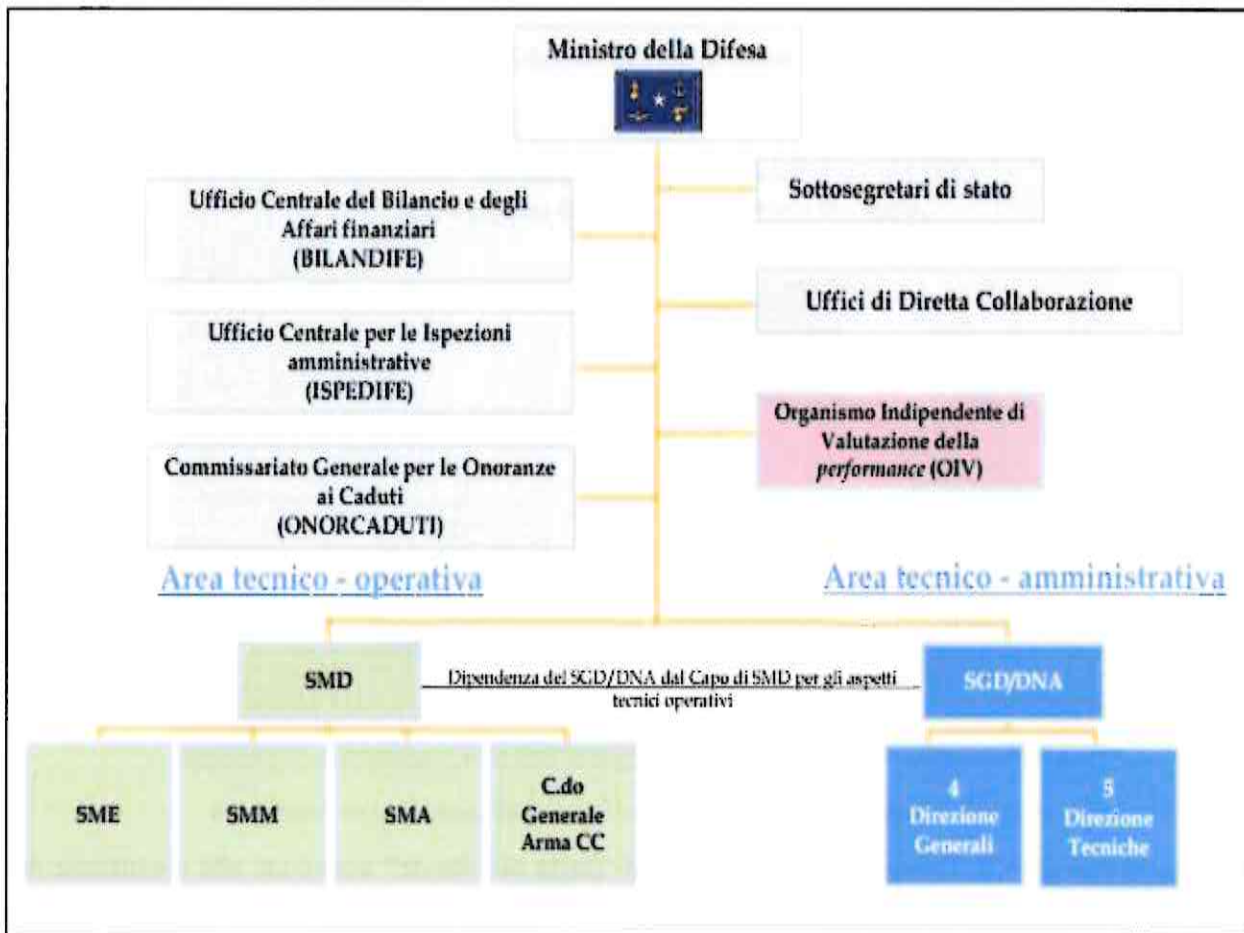 Ministro della Difesa
Ufficio Centrale del Bilancio e degli
Affari finanziari
(BILANDIFE)
Sottosegretari di stato
Uffici di Diretta Collaborazione
Ufficio Centrale per le Ispezioni
amministrative
(ISPEDIFE)
Organismo Indipendente di
Valutazione della
performance (OIV)
Commissariato Generale per le Onoranze
ai Caduti
(ONORCADUTI)
Area tecnico - operativa
Area tecnico - amministrativa
SMD
Dipendenza del SGD/DNA dal Capo di SMD per gli aspetti
tecnici operativi
SGD/DNA
SME
SMM
SMA
C.do
Generale
Arma CC
4
Direzione
Generali
5
Direzione
Tecniche